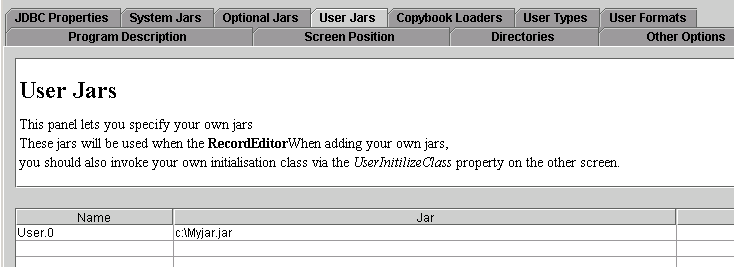 JDBC Properties System Jars Optional Jars User Jars Copybook Loaders User Types User Formats
Program Description Screen Position Directories Other Options
User Jars
This panel lets you specify your own jars
These jars will be used when the RecordEditorWhen adding your own jars,
you should also invoke your own initialisation class via the UserInitilizeClass property on the other screen.
Name Jar
User.0 c:\Myjar.jar